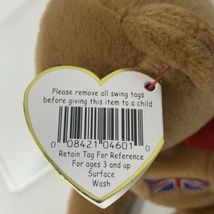 Please remove all swing tags
before giving this item to a child
0 08421 04601 0
Retain Tag For Reference
For ages 3 and up
Surface
Wash